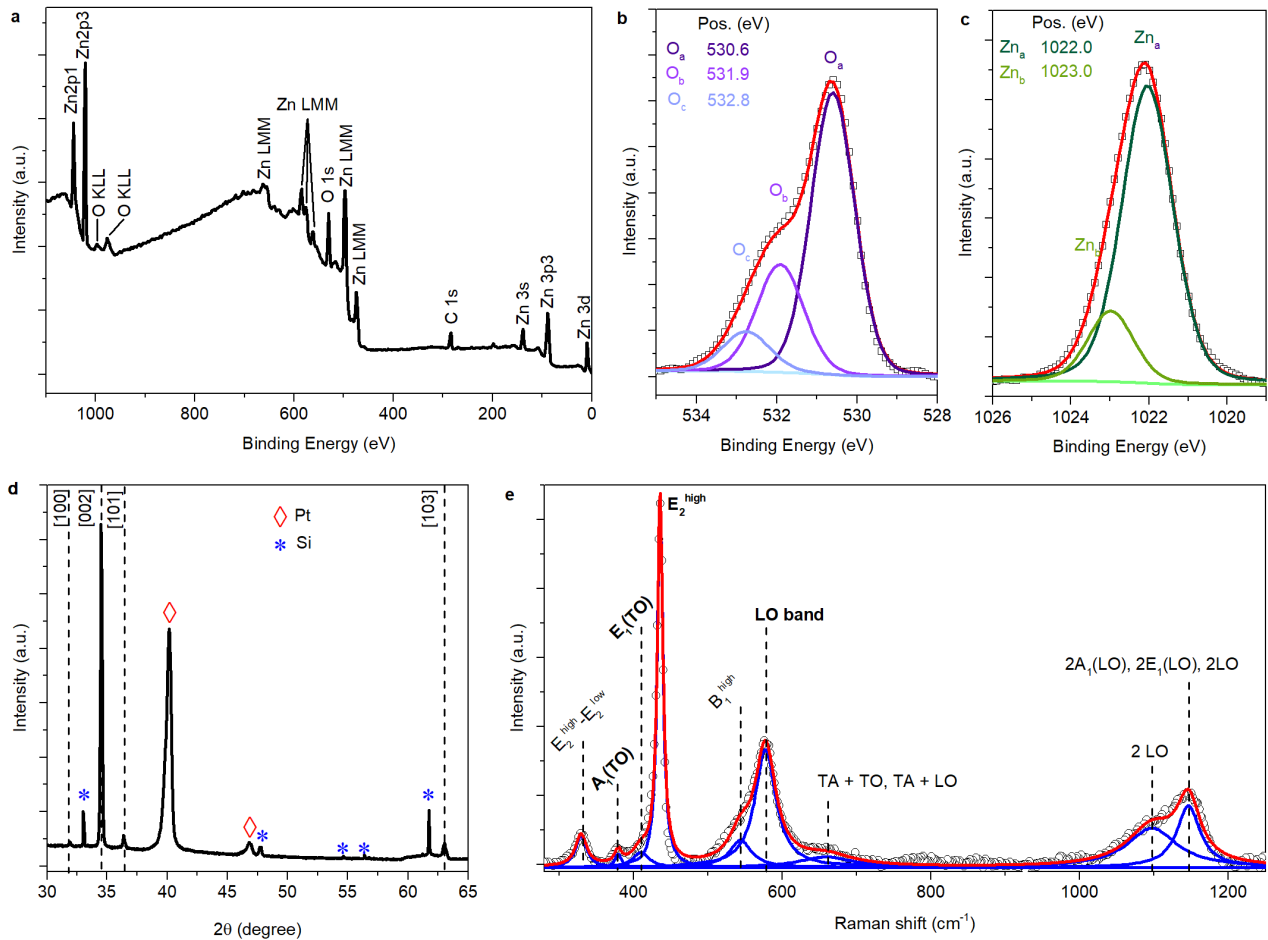 a
Intensity (a.u.)
Zn2p1
Zn2p3
O KLL
O KLL
Zn LMM
Zn LMM
O 1s
Zn LMM
Zn LMM
C 1s
Zn 3s
Zn 3p3
Zn 3d
1000 800 600 400 200 0
Binding Energy (eV)
b
Pos. (eV)
Oa 530.6
Ob 531.9
Oc 532.8
Oa
Ob
Oc
Intensity (a.u.)
534 532 530 528
Binding Energy (eV)
c
Pos. (eV)
Zna 1022.0
Znb 1023.0
Zna
Znb
Intensity (a.u.)
1026 1024 1022 1020
Binding Energy (eV)
d
[100]
[002]
[101]
[103]
Pt
* Si
*
*
*
*
*
Intensity (a.u.)
30 35 40 45 50 55 60 65
2θ (degree)
e
E2high
LO band
E1(TO)
A1(TO)
E2high-E2low
B1high
TA + TO, TA + LO
2A1(LO), 2E1(LO), 2LO
2 LO
Intensity (a.u.)
400 600 800 1000 1200
Raman shift (cm-1)